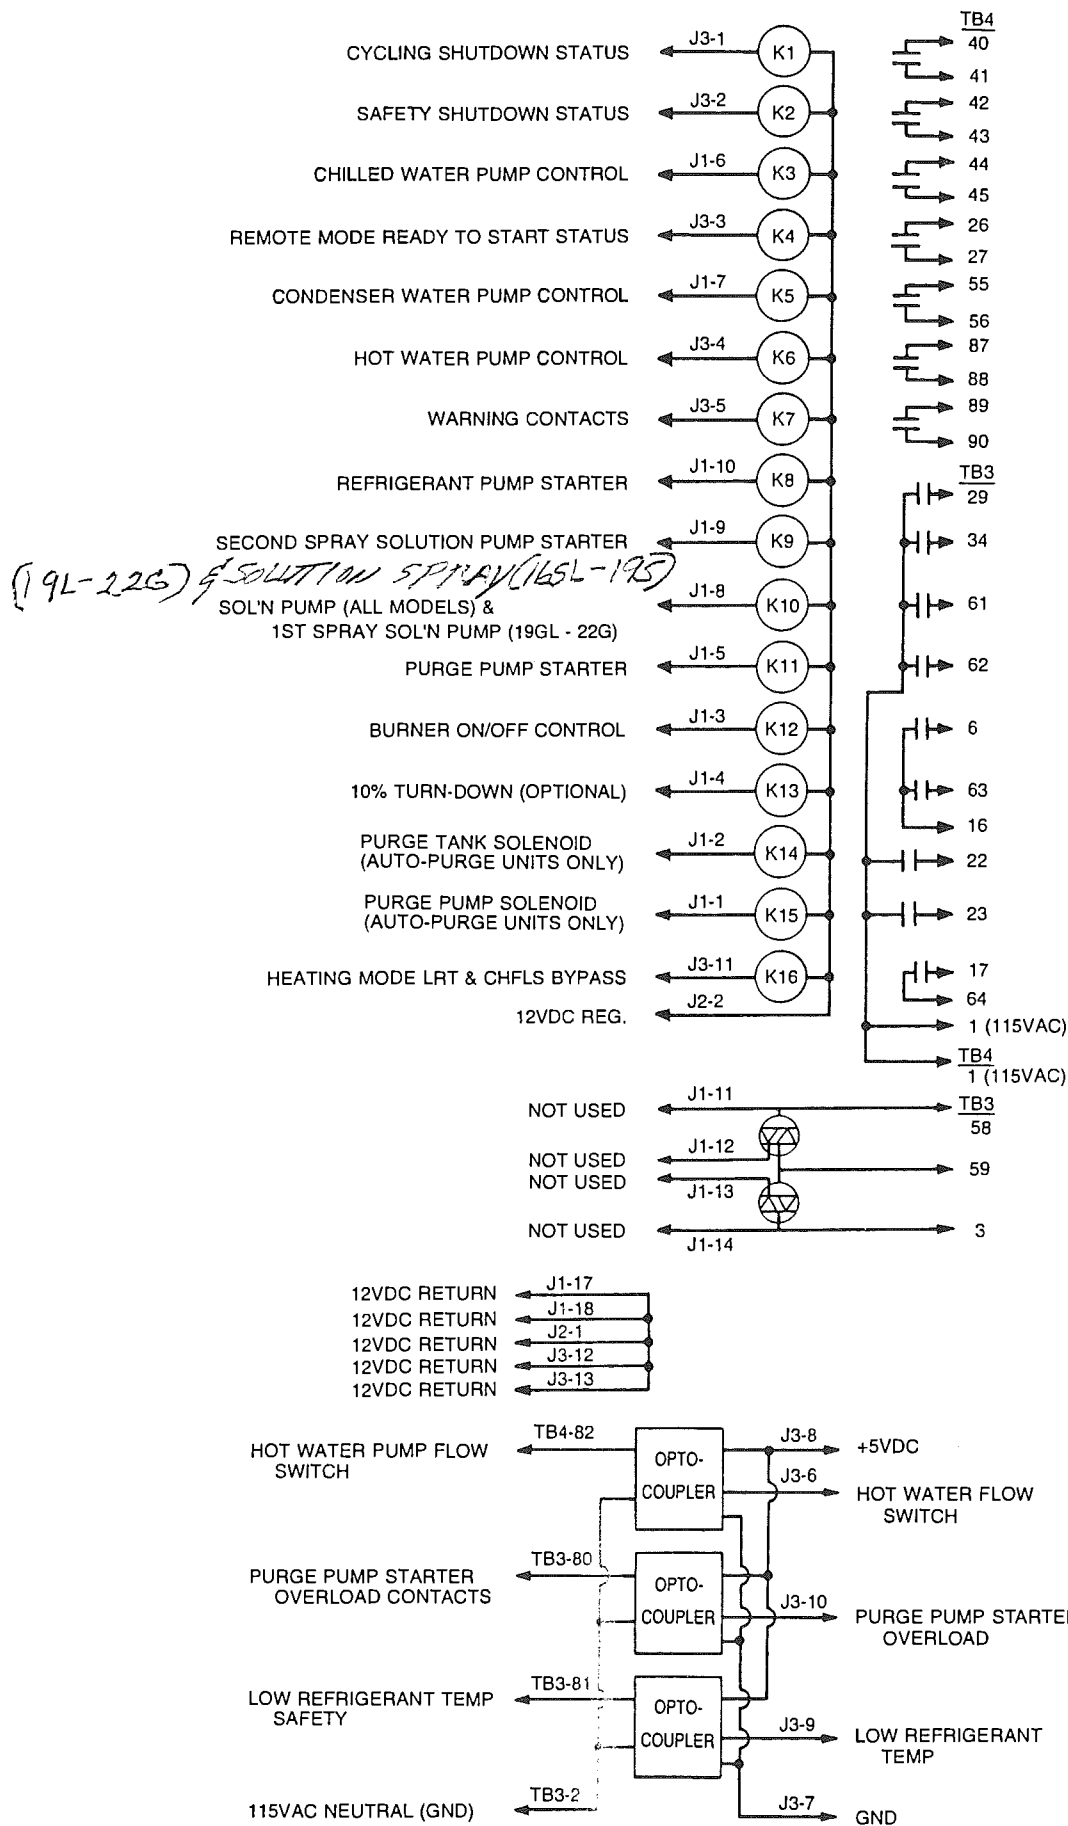 TB4
CYCLING SHUTDOWN STATUS J3-1 K1 40
41
SAFETY SHUTDOWN STATUS J3-2 K2 42
43
CHILLED WATER PUMP CONTROL J1-6 K3 44
45
REMOTE MODE READY TO START STATUS J3-3 K4 26
27
CONDENSER WATER PUMP CONTROL J1-7 K5 55
56
HOT WATER PUMP CONTROL J3-4 K6 87
88
WARNING CONTACTS J3-5 K7 89
90
TB3
REFRIGERANT PUMP STARTER J1-10 K8 29
SECOND SPRAY SOLUTION PUMP STARTER J1-9 K9 34
(19L-22G) & SOLUTION SPRAY (16SL-19S)
SOL'N PUMP (ALL MODELS) & J1-8 K10 61
1ST SPRAY SOL'N PUMP (19GL - 22G)
PURGE PUMP STARTER J1-5 K11 62
BURNER ON/OFF CONTROL J1-3 K12 6
10% TURN-DOWN (OPTIONAL) J1-4 K13 63
16
PURGE TANK SOLENOID J1-2 K14 22
(AUTO-PURGE UNITS ONLY)
PURGE PUMP SOLENOID J1-1 K15 23
(AUTO-PURGE UNITS ONLY)
HEATING MODE LRT & CHFLS BYPASS J3-11 K16 17
64
12VDC REG. J2-2 1 (115VAC)
TB4
1 (115VAC)
NOT USED J1-11 TB3
58
NOT USED J1-12 59
NOT USED J1-13
NOT USED J1-14 3
12VDC RETURN J1-17
12VDC RETURN J1-18
12VDC RETURN J2-1
12VDC RETURN J3-12
12VDC RETURN J3-13
HOT WATER PUMP FLOW TB4-82 OPTO- J3-8 +5VDC
SWITCH COUPLER J3-6 HOT WATER FLOW
SWITCH
PURGE PUMP STARTER TB3-80 OPTO-
OVERLOAD CONTACTS COUPLER J3-10 PURGE PUMP STARTER
OVERLOAD
LOW REFRIGERANT TEMP TB3-81 OPTO-
SAFETY COUPLER J3-9 LOW REFRIGERANT
TEMP
115VAC NEUTRAL (GND) TB3-2 J3-7 GND